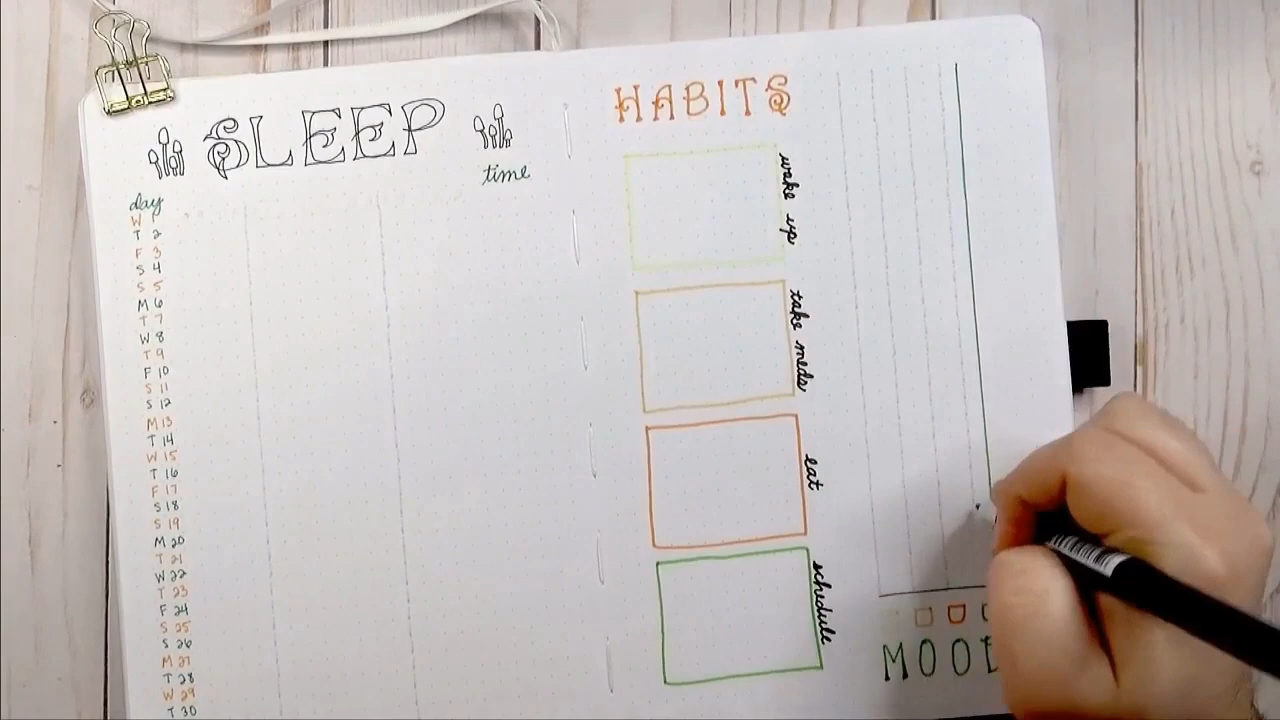 SLEEP
time
day
W 1
T 2
F 3
S 4
S 5
M 6
T 7
W 8
T 9
F 10
S 11
S 12
M 13
T 14
W 15
T 16
F 17
S 18
S 19
M 20
T 21
W 22
T 23
F 24
S 25
S 26
M 27
T 28
W 29
T 30
HABITS
wake up
take meds
eat
schedule
MOOD